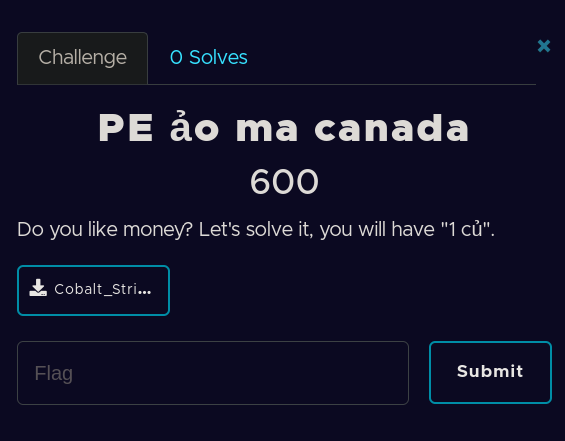 Challenge
0 Solves
×
PE ảo ma canada
600
Do you like money? Let's solve it, you will have "1 củ".
Cobalt_Stri...
Flag
Submit